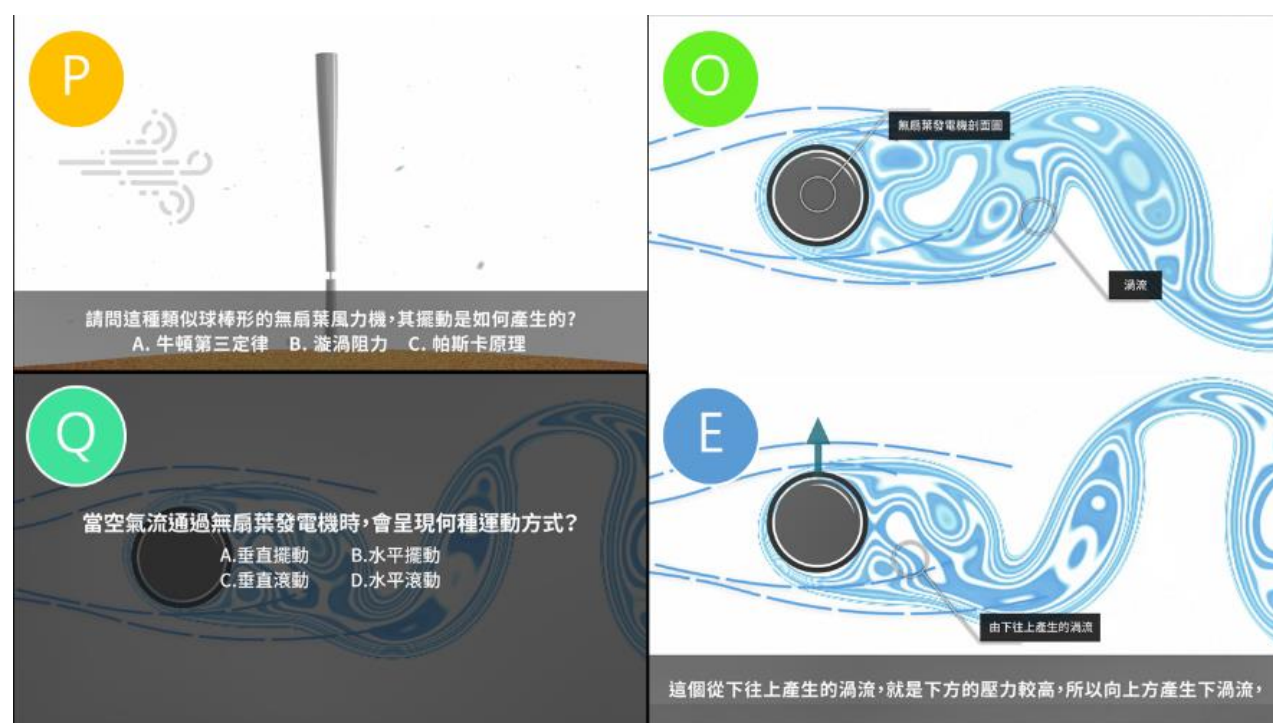 P
請問這種類似球棒形的無扇葉風力機,其擺動是如何產生的?
A. 牛頓第三定律 B. 漩渦阻力 C. 帕斯卡原理
O
無扇葉發電機剖面圖
渦流
Q
當空氣流通過無扇葉發電機時,會呈現何種運動方式?
A.垂直擺動 B.水平擺動
C.垂直滾動 D.水平滾動
E
由下往上產生的渦流
這個從下往上產生的渦流,就是下方的壓力較高,所以向上方產生下渦流,